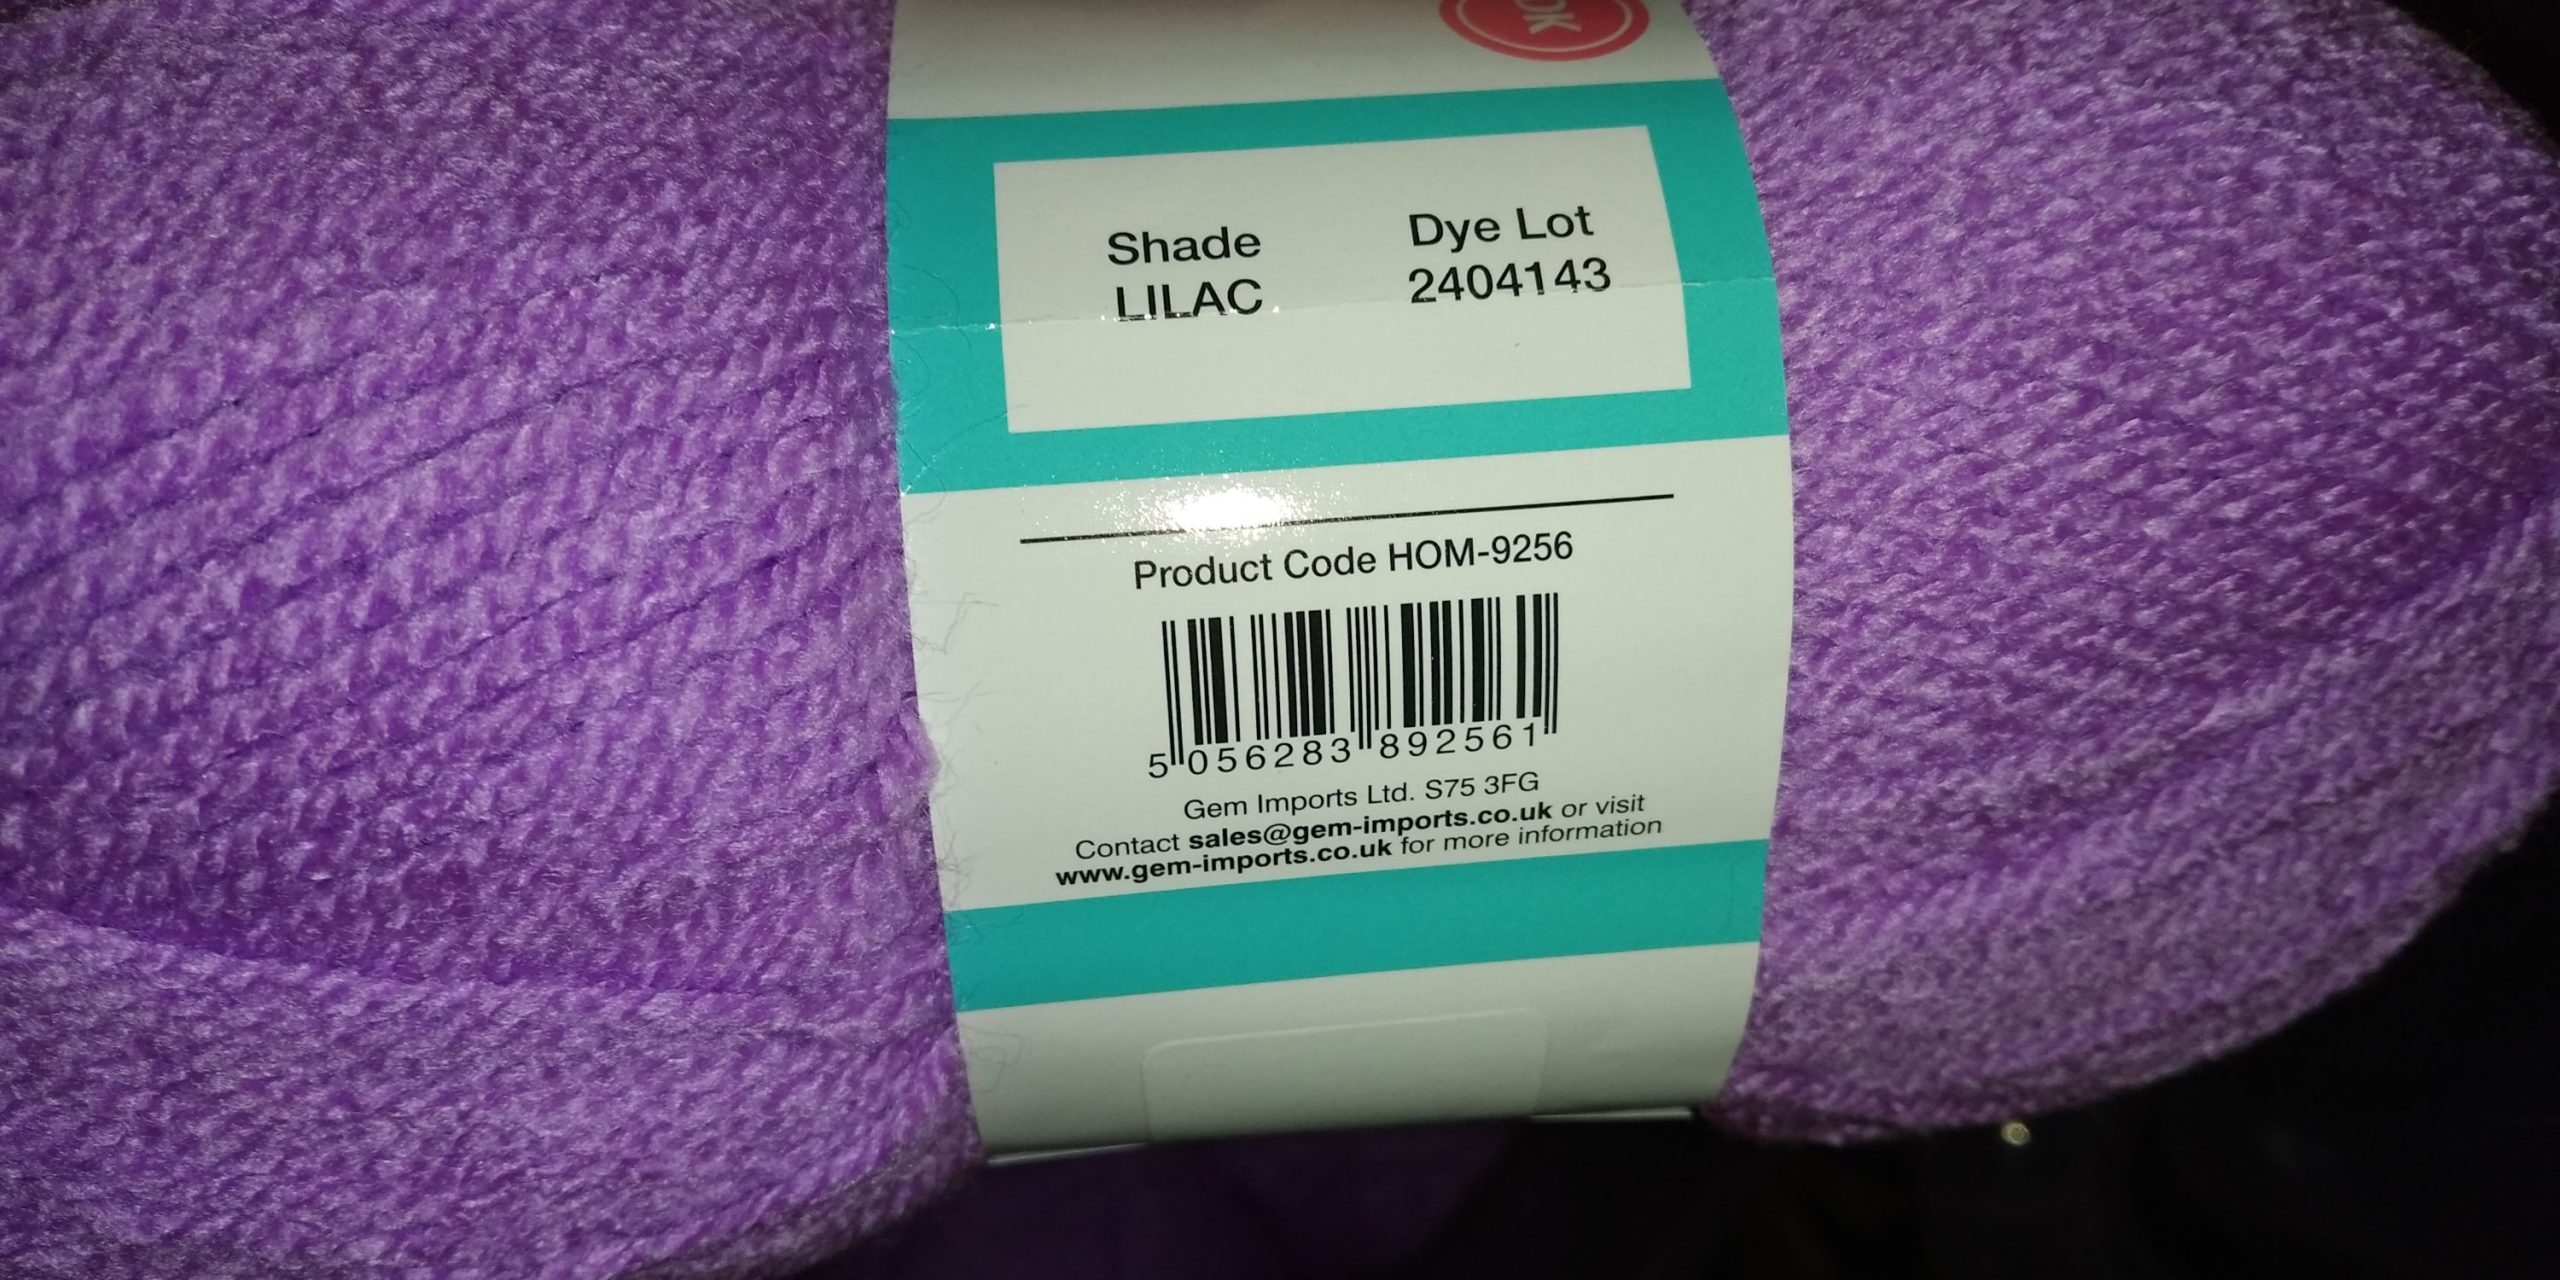 DK
Shade Dye Lot
LILAC 2404143
Product Code HOM-9256
5 056283 892561
Gem Imports Ltd. S75 3FG
Contact sales@gem-imports.co.uk or visit
www.gem-imports.co.uk for more information